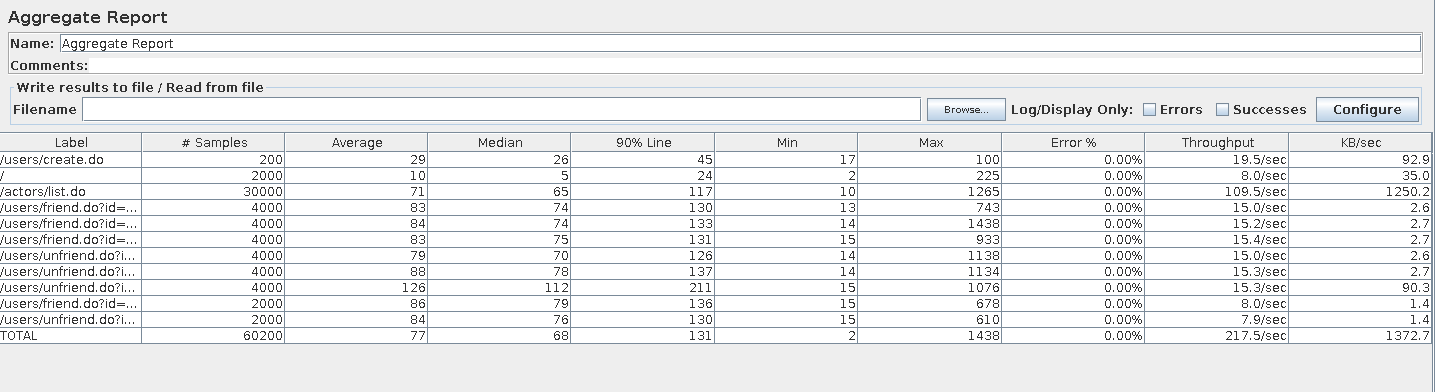 Aggregate Report
Name: Aggregate Report
Comments:
Write results to file / Read from file
Filename Browse... Log/Display Only: Errors Successes Configure
Label # Samples Average Median 90% Line Min Max Error % Throughput KB/sec
/users/create.do 200 29 26 45 17 100 0.00% 19.5/sec 92.9
/ 2000 10 5 24 2 225 0.00% 8.0/sec 35.0
/actors/list.do 30000 71 65 117 10 1265 0.00% 109.5/sec 1250.2
/users/friend.do?id=... 4000 83 74 130 13 743 0.00% 15.0/sec 2.6
/users/friend.do?id=... 4000 84 74 133 14 1438 0.00% 15.2/sec 2.7
/users/friend.do?id=... 4000 83 75 131 15 933 0.00% 15.4/sec 2.7
/users/unfriend.do?i... 4000 79 70 126 14 1138 0.00% 15.0/sec 2.6
/users/unfriend.do?i... 4000 88 78 137 14 1134 0.00% 15.3/sec 2.7
/users/unfriend.do?i... 4000 126 112 211 15 1076 0.00% 15.3/sec 90.3
/users/friend.do?id=... 2000 86 79 136 15 678 0.00% 8.0/sec 1.4
/users/unfriend.do?i... 2000 84 76 130 15 610 0.00% 7.9/sec 1.4
TOTAL 60200 77 68 131 2 1438 0.00% 217.5/sec 1372.7